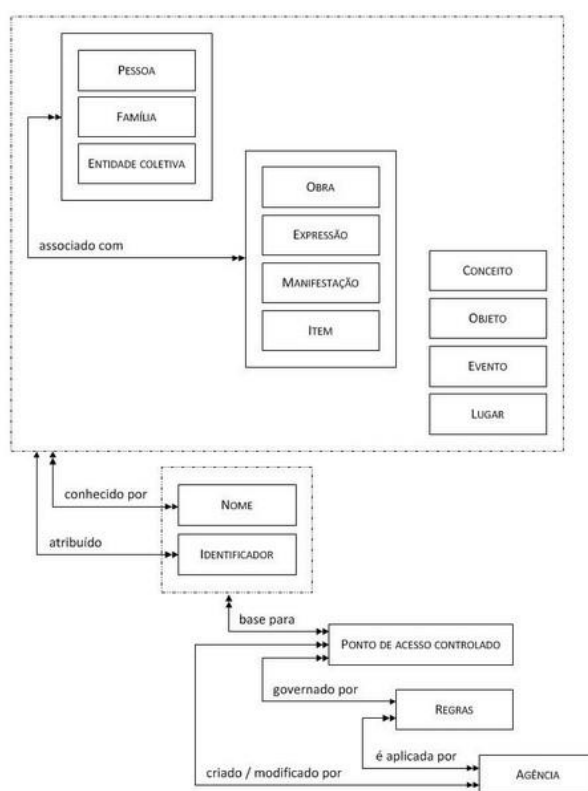 PESSOA
FAMÍLIA
ENTIDADE COLETIVA
OBRA
EXPRESSÃO
MANIFESTAÇÃO
ITEM
associado com
CONCEITO
OBJETO
EVENTO
LUGAR
conhecido por
NOME
atribuído
IDENTIFICADOR
base para
PONTO DE ACESSO CONTROLADO
governado por
REGRAS
é aplicada por
criado / modificado por
AGÊNCIA